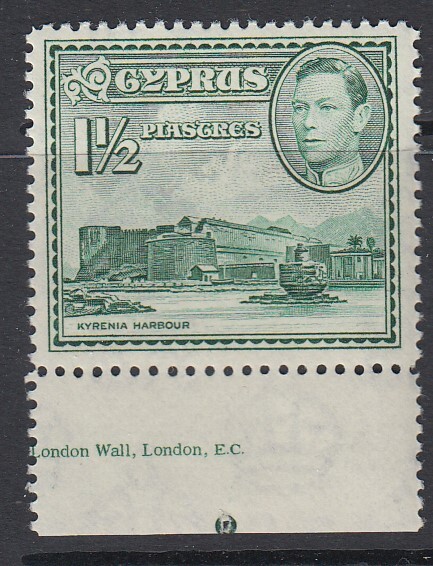 CYPRUS
1½ PIASTRES
KYRENIA HARBOUR
London Wall, London, E.C.